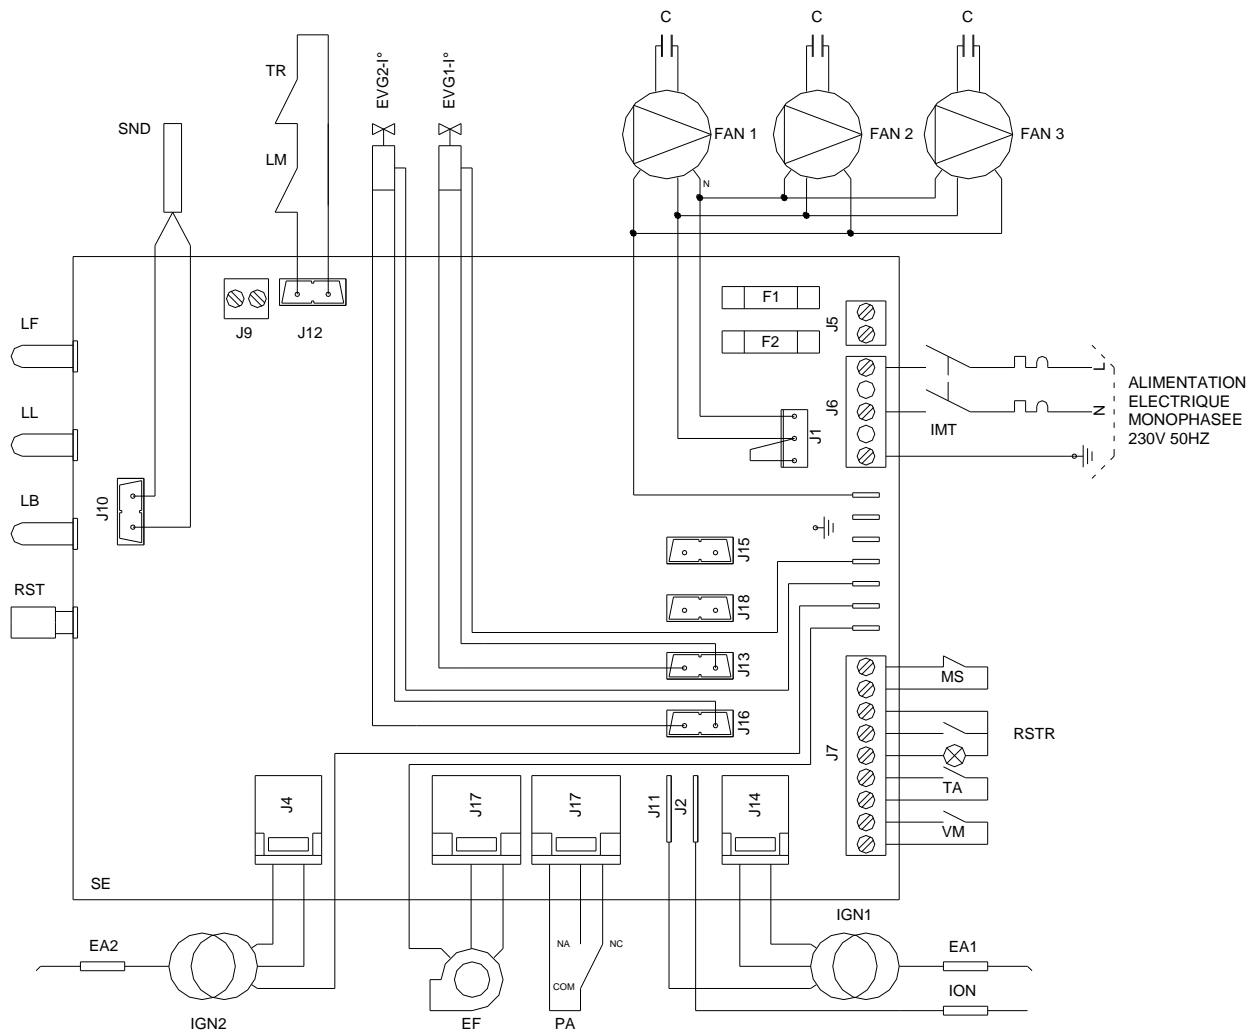 C
C
C
TR
EVG2-I°
EVG1-I°
SND
FAN 1
FAN 2
FAN 3
LM
N
LF
J9
J12
F1
F2
J5
J6
J1
L
N
IMT
ALIMENTATION
ELECTRIQUE
MONOPHASEE
230V 50HZ
LL
LB
J10
RST
J15
J18
J13
J16
MS
RSTR
J7
TA
VM
J4
J17
J17
J11
J2
J14
SE
IGN1
EA2
NA
NC
EA1
COM
ION
IGN2
EF
PA